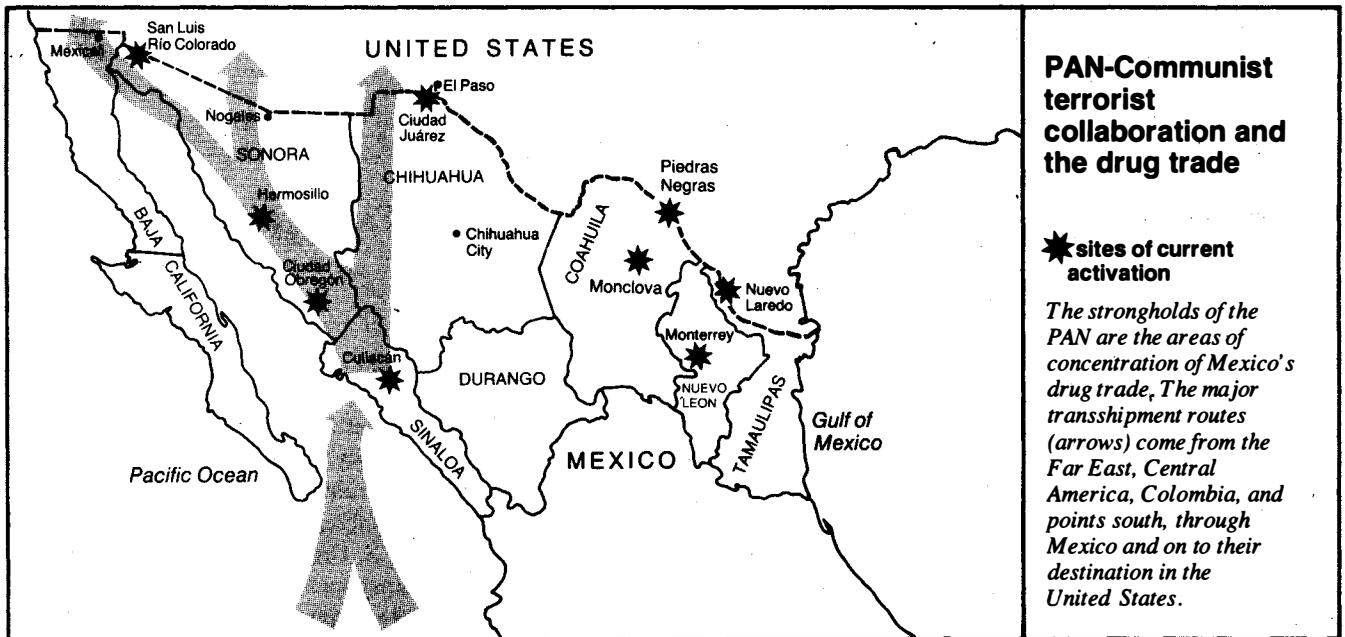 San Luis
Río Colorado
Mexicali
UNITED STATES
El Paso
Nogales
Ciudad
Juárez
SONORA
CHIHUAHUA
Piedras
Negras
Hermosillo
COAHUILA
BAJA
CALIFORNIA
Chihuahua
City
Ciudad
Obregón
Monclova
Nuevo
Laredo
Monterrey
Culiacán
DURANGO
NUEVO
LEON
SINALOA
TAMAULIPAS
Gulf of
Mexico
MEXICO
Pacific Ocean
PAN-Communist
terrorist
collaboration and
the drug trade
sites of current
activation
The strongholds of the
PAN are the areas of
concentration of Mexico's
drug trade. The major
transshipment routes
(arrows) come from the
Far East, Central
America, Colombia, and
points south, through
Mexico and on to their
destination in the
United States.